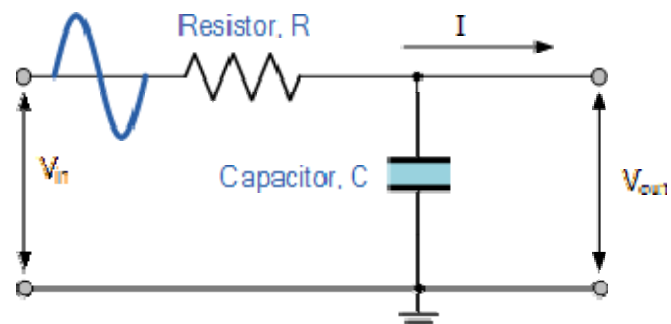 Resistor, R
I
Vin
Capacitor, C
Vout